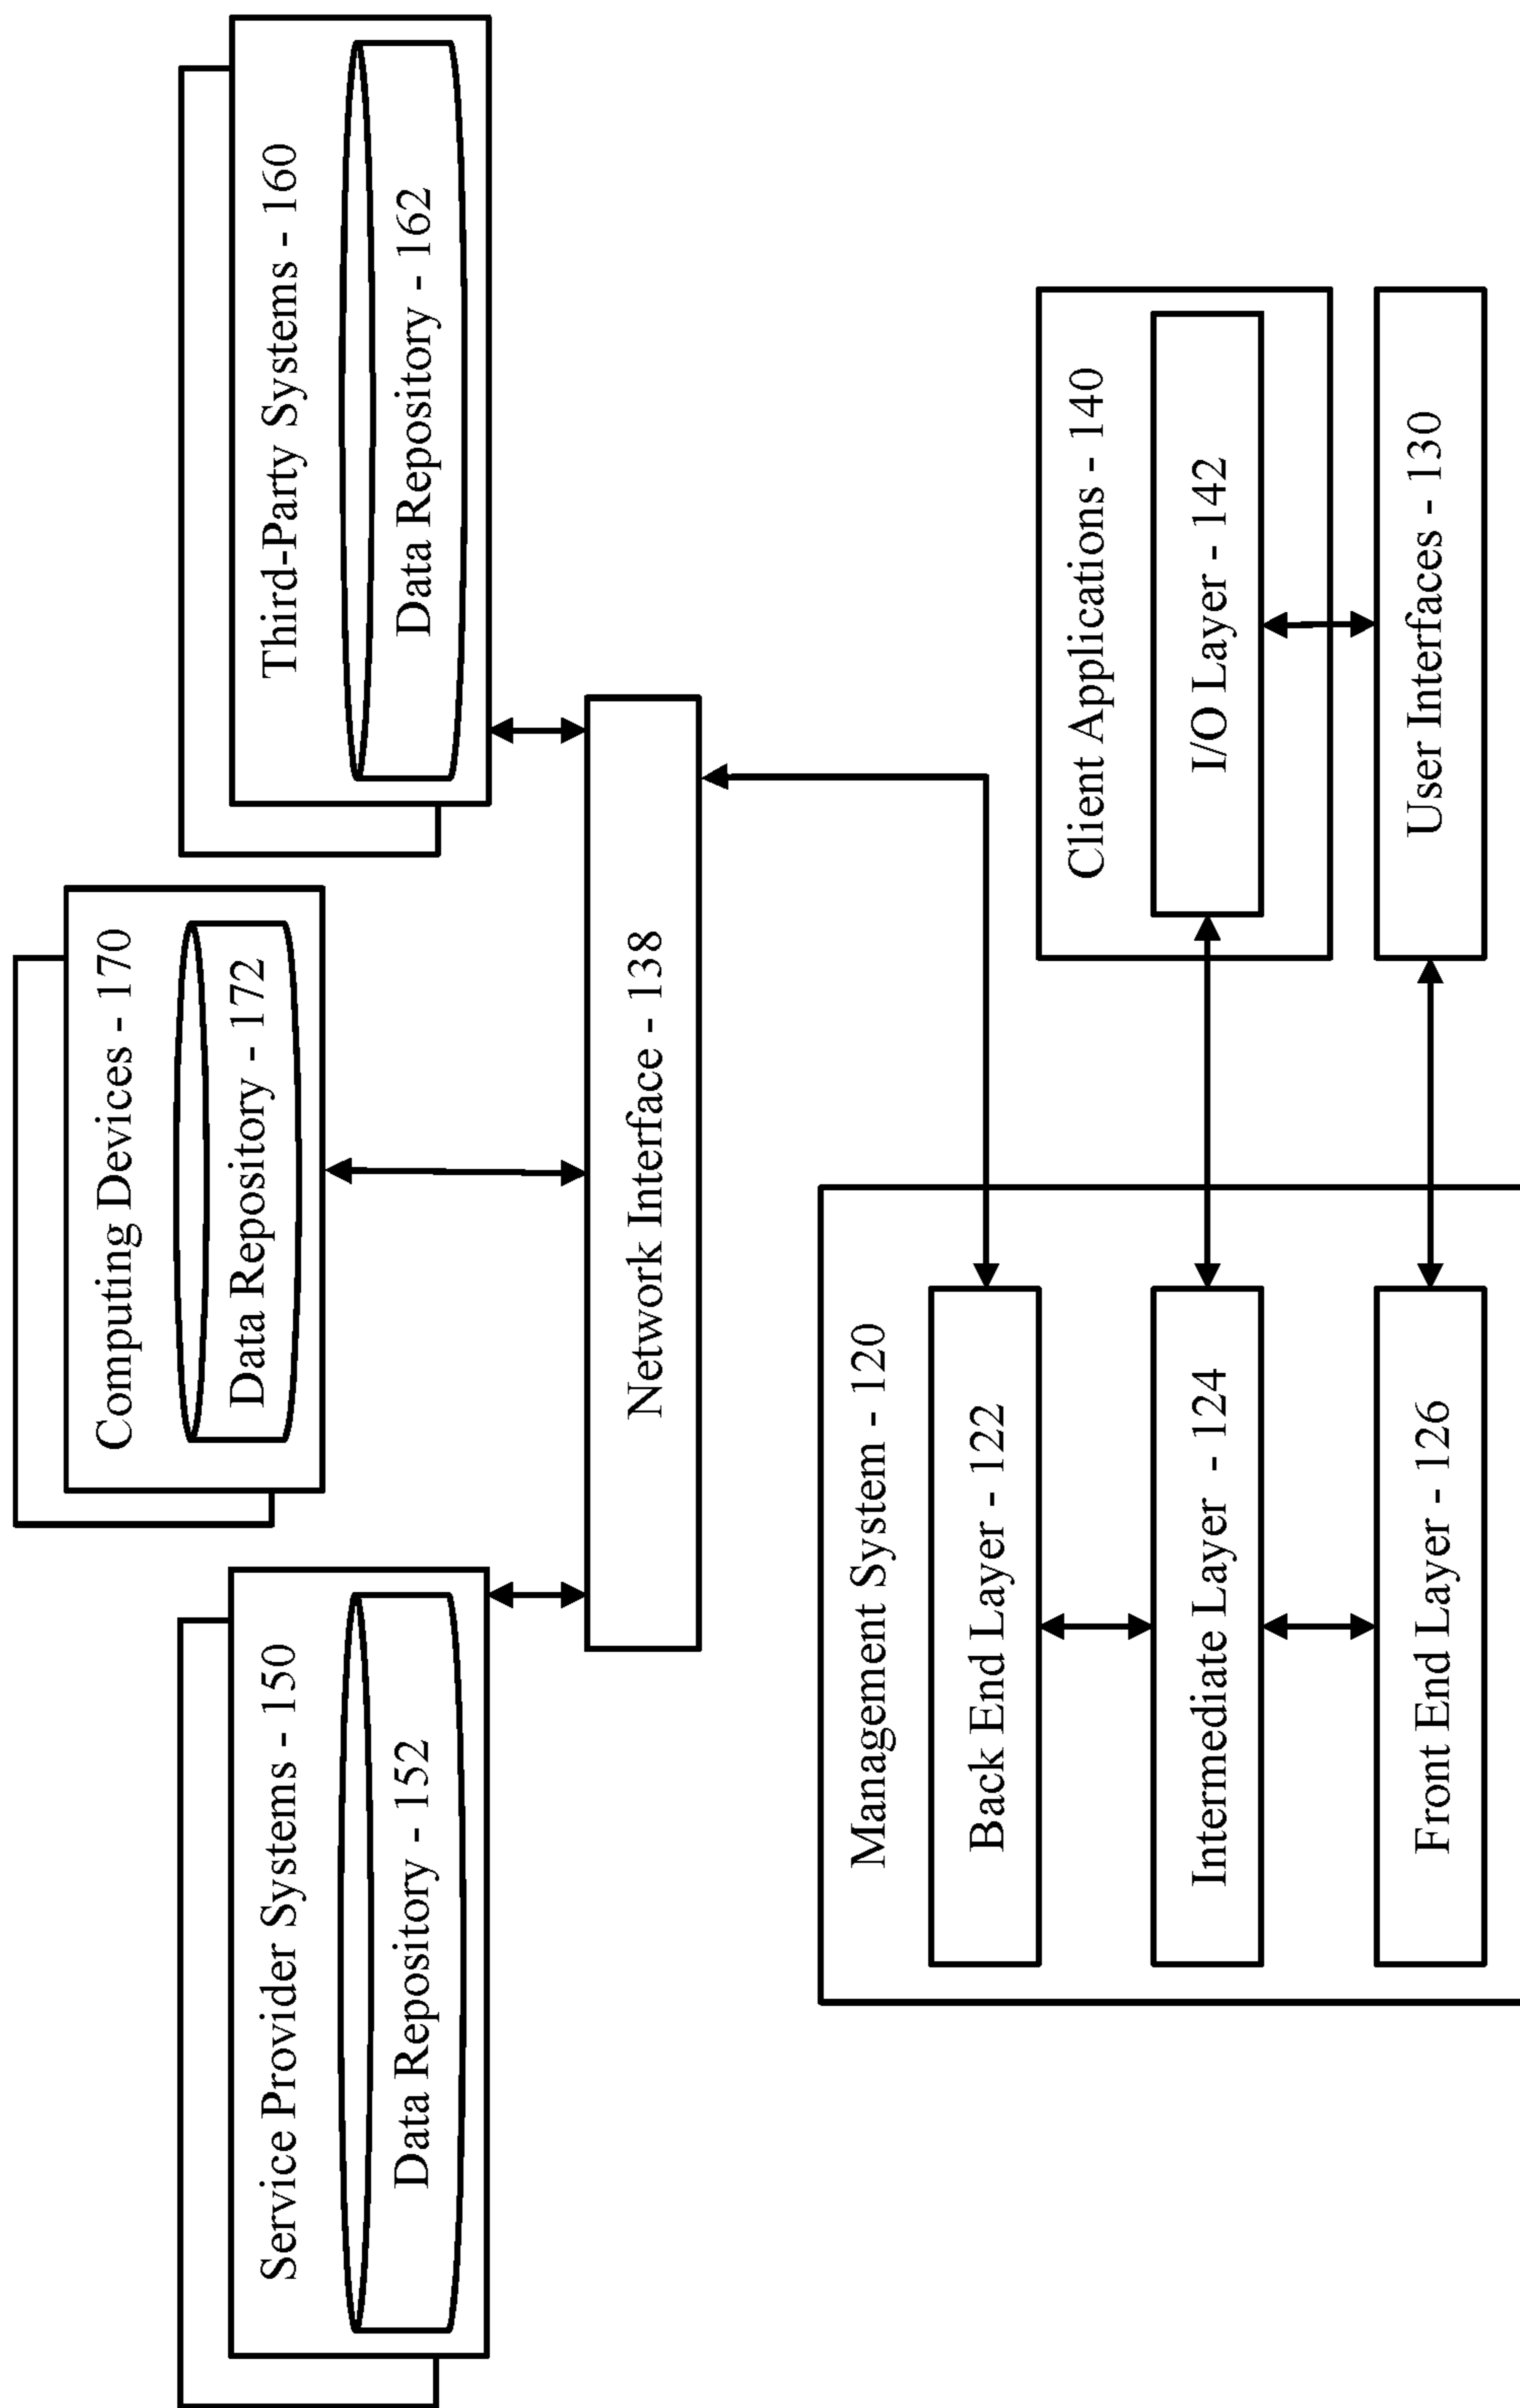 Computing Devices - 170
Data Repository - 172
Service Provider Systems - 150
Data Repository - 152
Third-Party Systems - 160
Data Repository - 162
Network Interface - 138
Management System - 120
Back End Layer - 122
Intermediate Layer - 124
Front End Layer - 126
Client Applications - 140
I/O Layer - 142
User Interfaces - 130